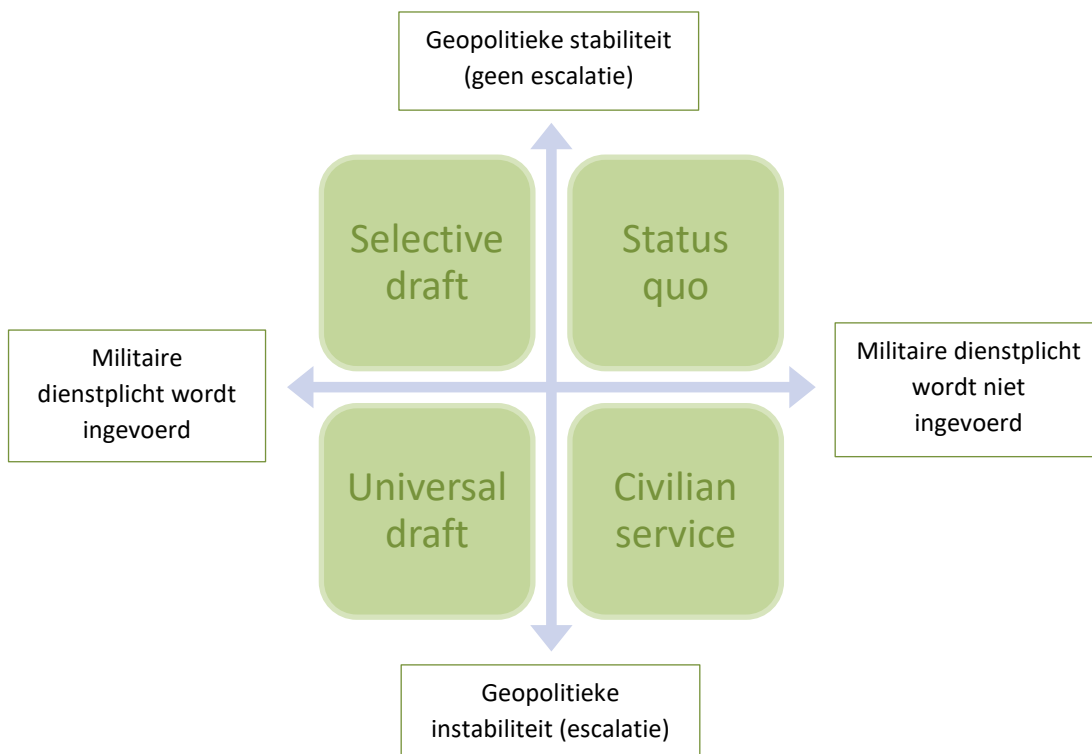 Geopolitieke stabiliteit
(geen escalatie)
Selective
draft
Status
quo
Militaire
dienstplicht wordt
ingevoerd
Militaire dienstplicht
wordt niet
ingevoerd
Universal
draft
Civilian
service
Geopolitieke
instabiliteit (escalatie)